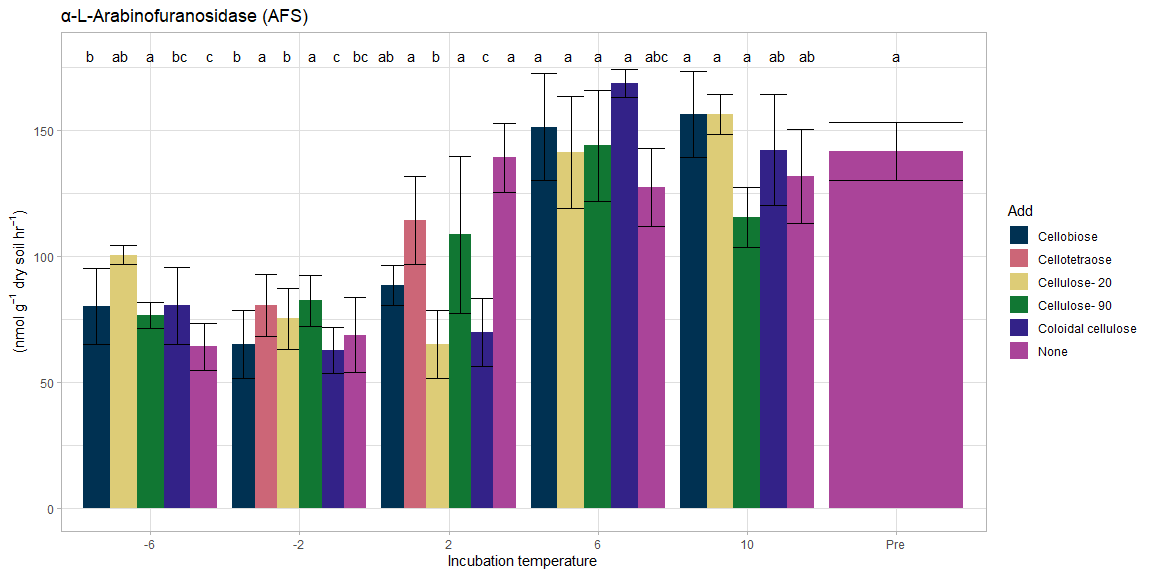 α-L-Arabinofuranosidase (AFS)
b ab a bc c b a b a c bc ab a b a c a a a a a abc a a a ab ab a
150
100
50
0
(nmol g⁻¹ dry soil hr⁻¹)
-6 -2 2 6 10 Pre
Incubation temperature
Add
Cellobiose
Cellotetraose
Cellulose- 20
Cellulose- 90
Coloidal cellulose
None